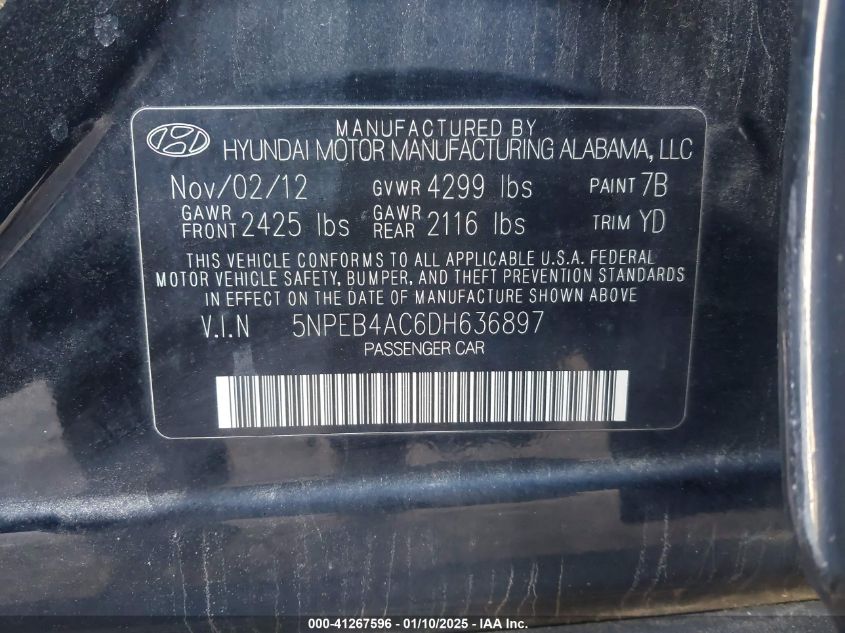 MANUFACTURED BY
HYUNDAI MOTOR MANUFACTURING ALABAMA, LLC
Nov/02/12 GVWR 4299 lbs PAINT 7B
GAWR FRONT 2425 lbs GAWR REAR 2116 lbs TRIM YD
THIS VEHICLE CONFORMS TO ALL APPLICABLE U.S.A. FEDERAL
MOTOR VEHICLE SAFETY, BUMPER, AND THEFT PREVENTION STANDARDS
IN EFFECT ON THE DATE OF MANUFACTURE SHOWN ABOVE
V.I.N 5NPEB4AC6DH636897
PASSENGER CAR
000-41267596 - 01/10/2025 - IAA Inc.